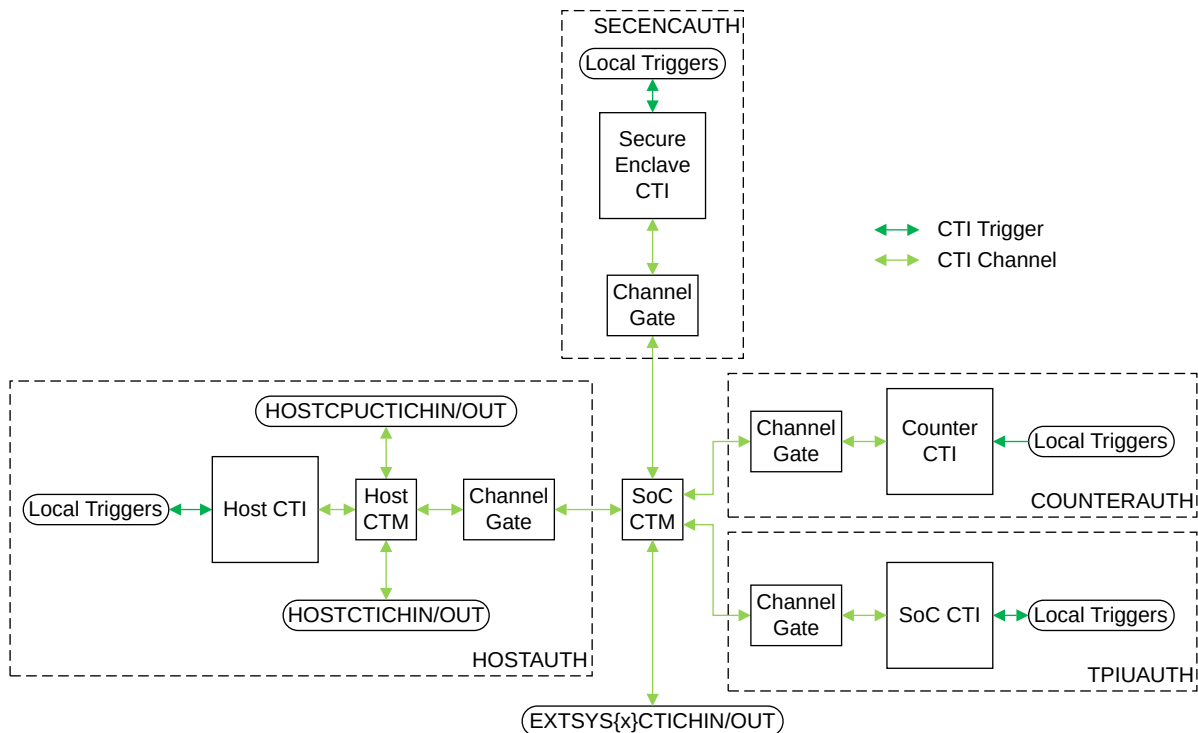 SECENCAUTH
Local Triggers
Secure
Enclave
CTI
CTI Trigger
CTI Channel
Channel
Gate
HOSTCPUCTICHIN/OUT
Local Triggers
Host CTI
Host
CTM
Channel
Gate
HOSTCTICHIN/OUT
HOSTAUTH
SoC
CTM
Channel
Gate
Counter
CTI
Local Triggers
COUNTERAUTH
Channel
Gate
SoC CTI
Local Triggers
TPIUAUTH
EXTSYS{x}CTICHIN/OUT